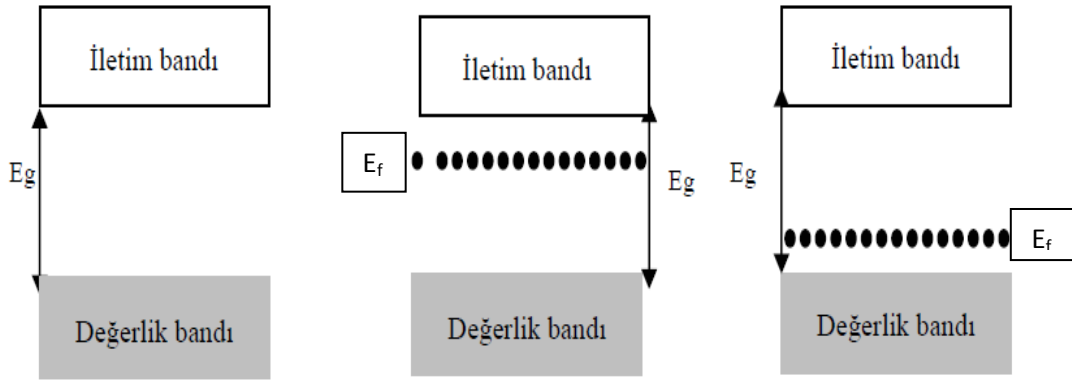 İletim bandı
Eg
Değerlik bandı
İletim bandı
Ef
Eg
Değerlik bandı
İletim bandı
Eg
Ef
Değerlik bandı